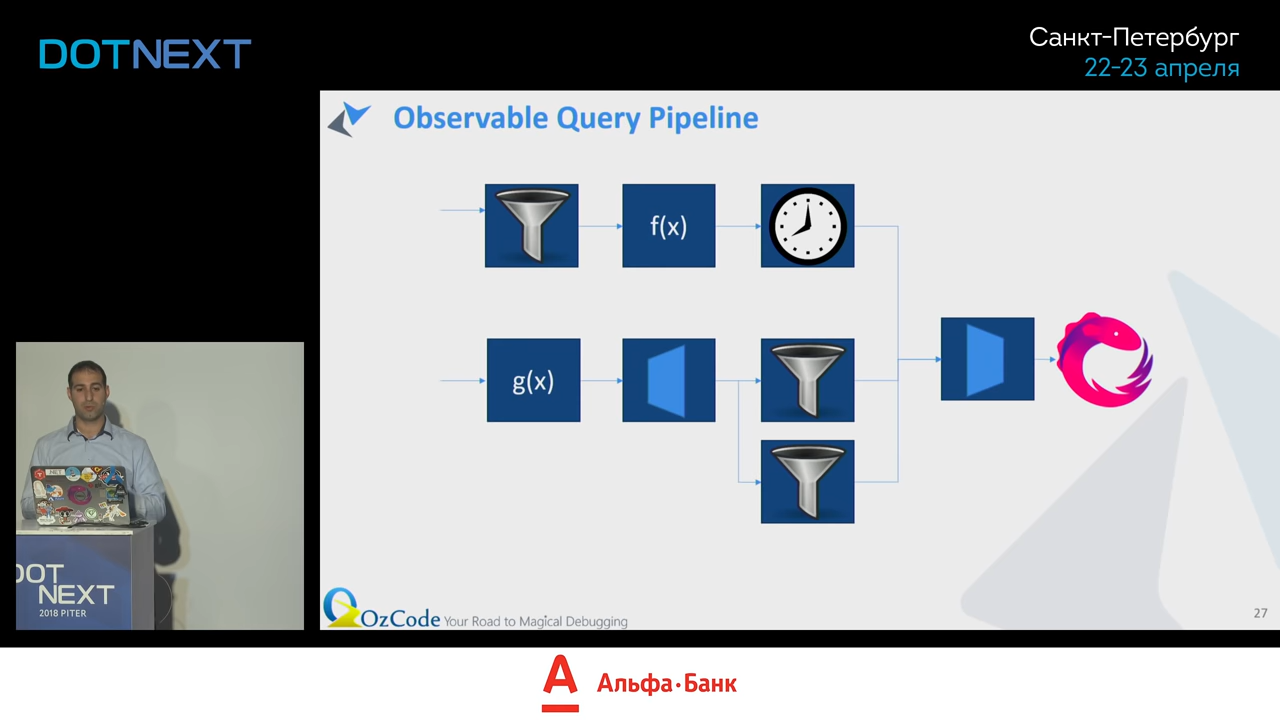 DOTNEXT
Санкт-Петербург
22-23 апреля
Observable Query Pipeline
f(x)
g(x)
.NET
DOT
NEXT
2018 PITER
OzCode Your Road to Magical Debugging
27
Альфа·Банк